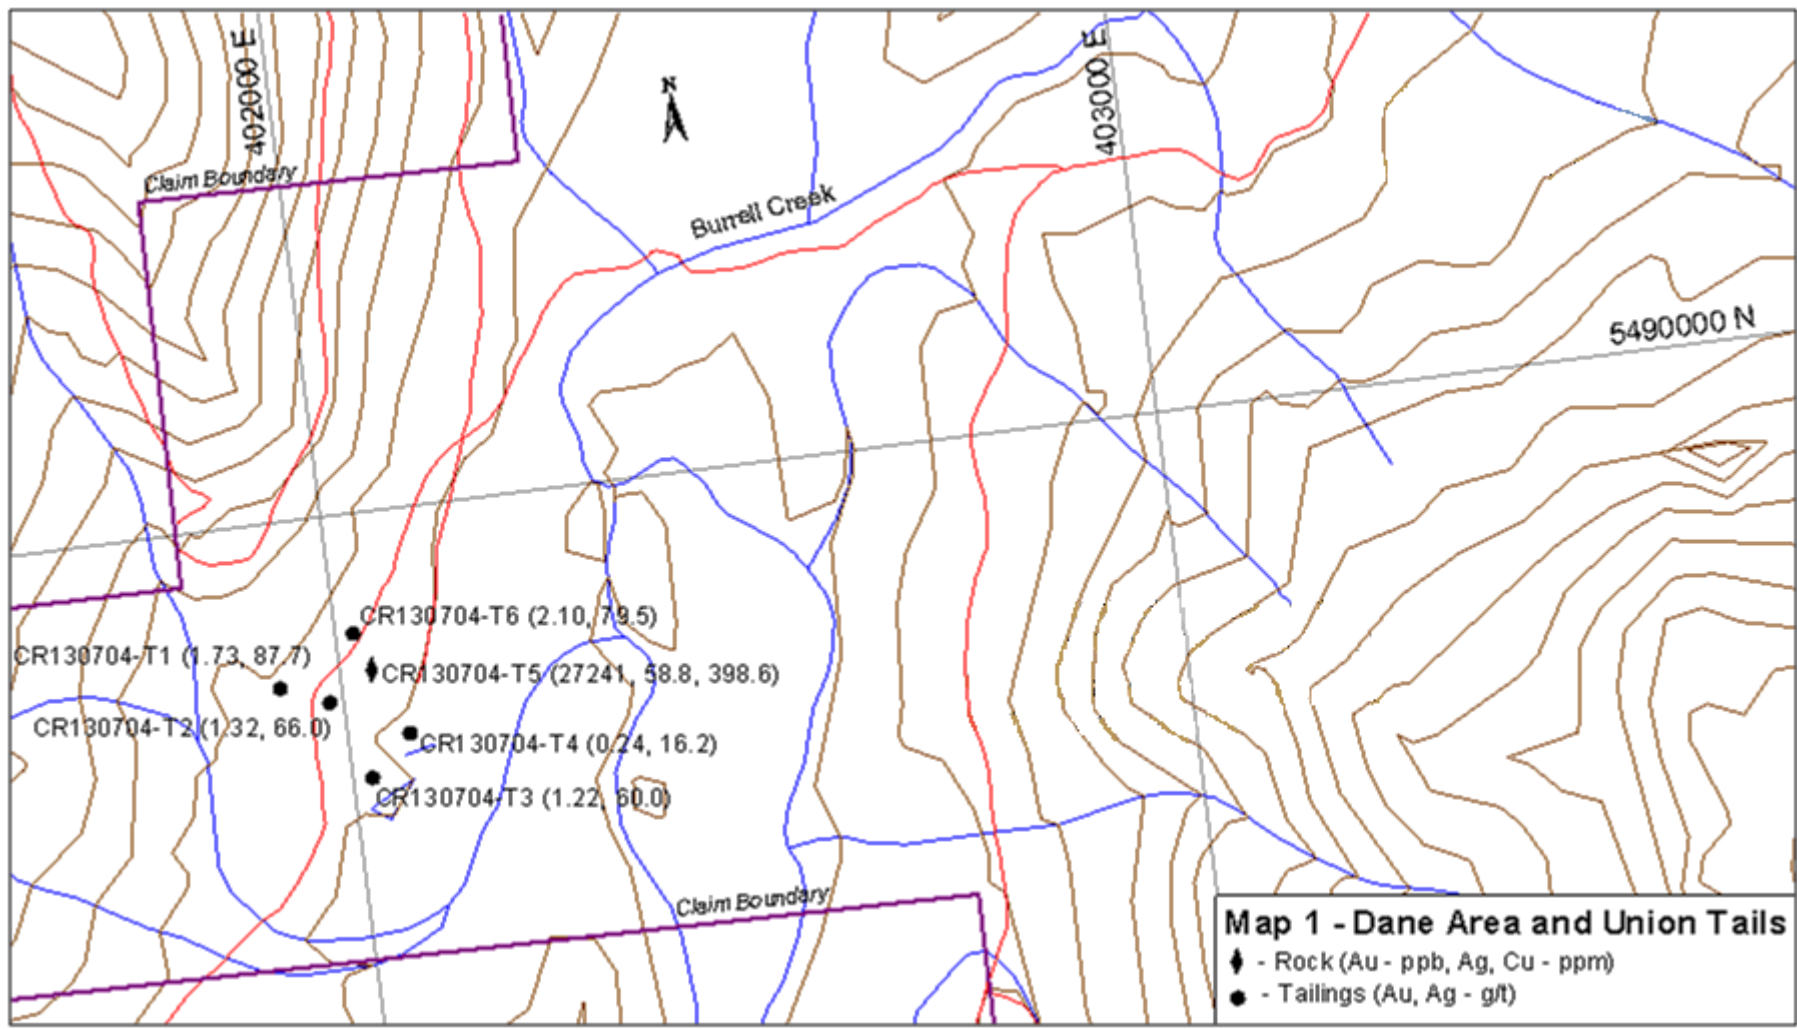 402000 E
403000 E
N
Claim Boundary
Burrell Creek
5490000 N
CR130704-T6 (2.10, 79.5)
CR130704-T1 (1.73, 87.7)
CR130704-T5 (27241, 58.8, 398.6)
CR130704-T2 (1.32, 66.0)
CR130704-T4 (0.24, 16.2)
CR130704-T3 (1.22, 60.0)
Claim Boundary
Map 1 - Dane Area and Union Tails
- Rock (Au - ppb, Ag, Cu - ppm)
- Tailings (Au, Ag - g/t)